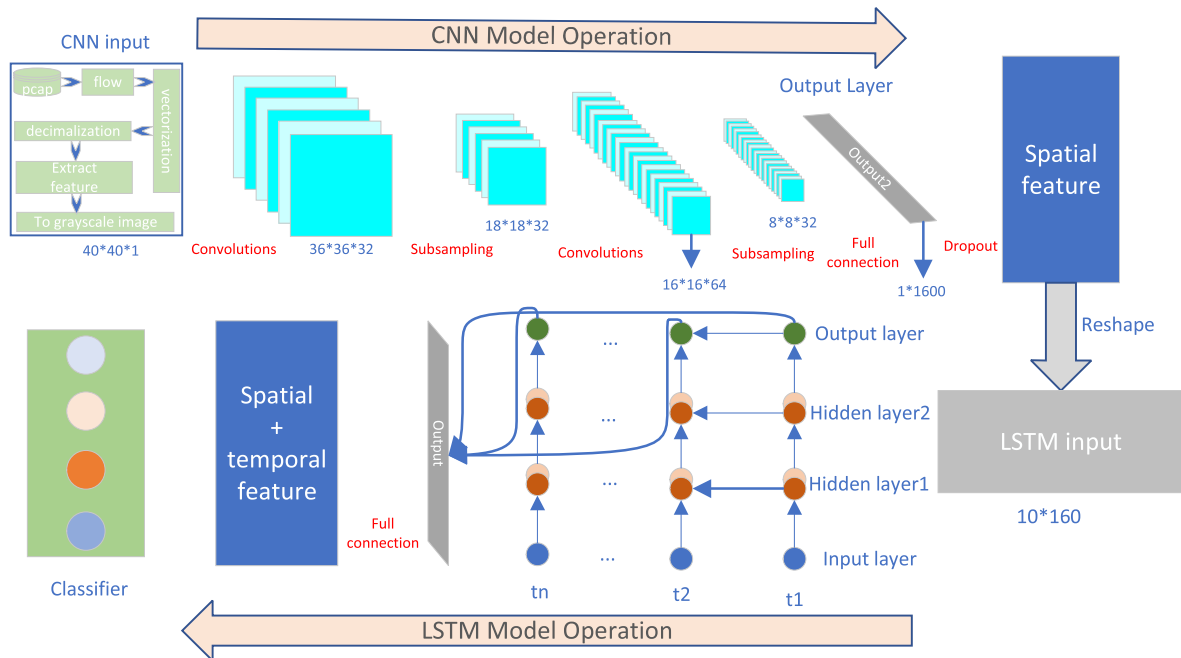 CNN input
CNN Model Operation
pcap
flow
vectorization
decimalization
Extract
feature
To grayscale image
40*40*1
Convolutions
36*36*32
Subsampling
18*18*32
Convolutions
16*16*64
Subsampling
8*8*32
Output Layer
Output2
Full
connection
1*1600
Dropout
Spatial
feature
Reshape
LSTM input
10*160
Output layer
Hidden layer2
Hidden layer1
Input layer
...
...
...
...
tn
t2
t1
Output
Full
connection
Spatial
+
temporal
feature
Classifier
LSTM Model Operation